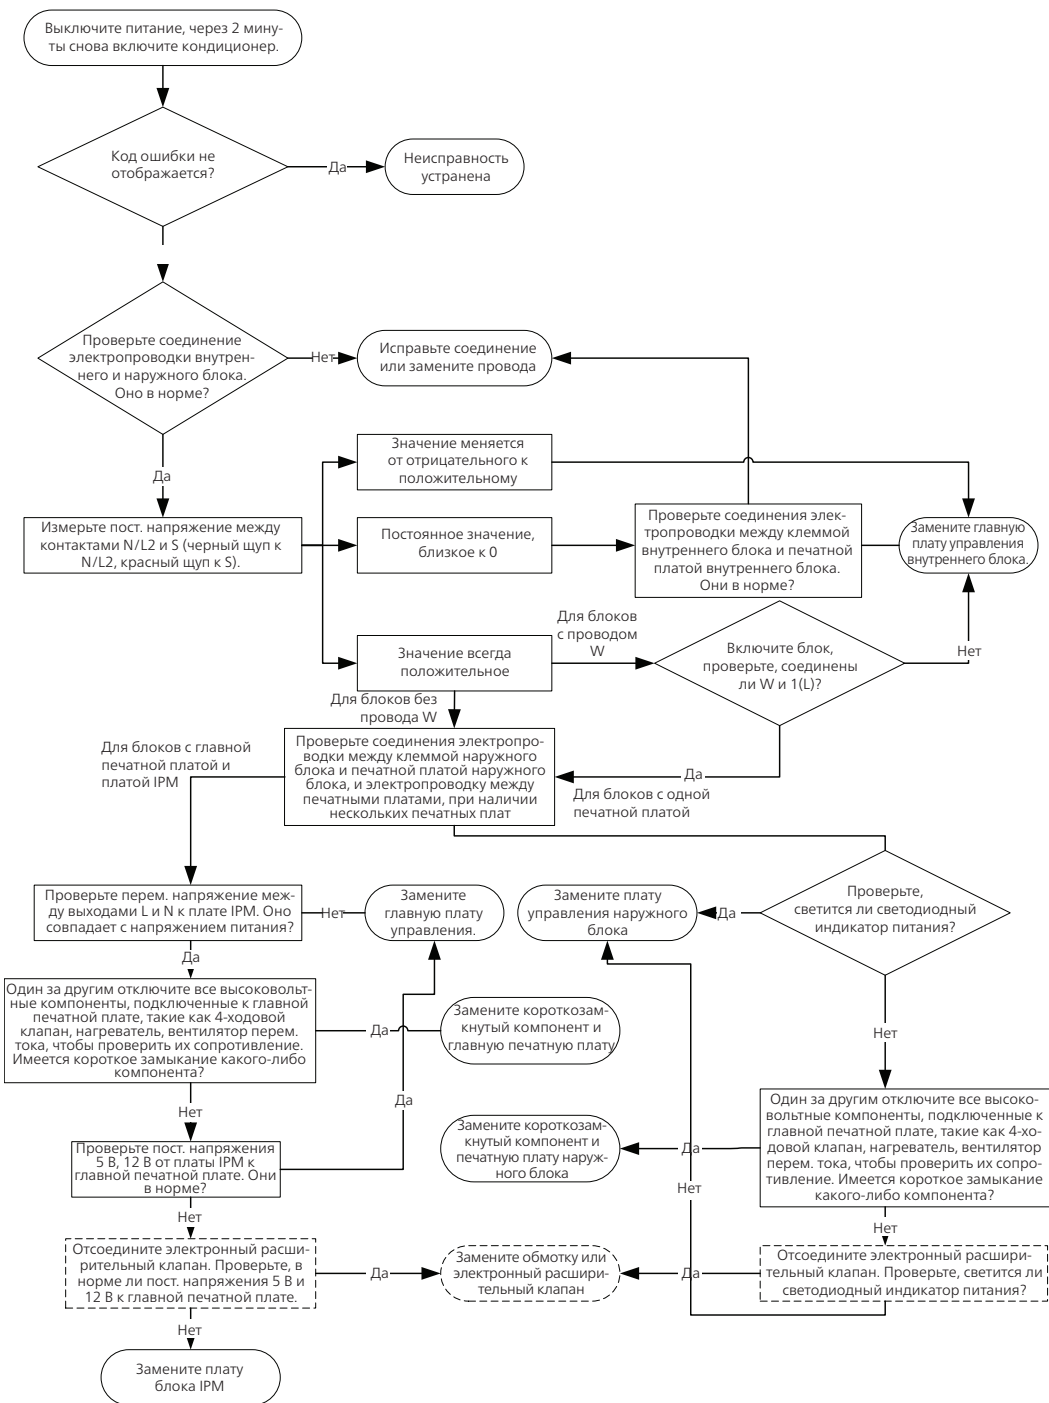 Выключите питание, через 2 мину-
ты снова включите кондиционер.
Код ошибки не
отображается?
Да
Неисправность
устранена
Проверьте соединение
электропроводки внутрен-
него и наружного блока.
Оно в норме?
Нет
Исправьте соединение
или замените провода
Да
Значение меняется
от отрицательного к
положительному
Измерьте пост. напряжение между
контактами N/L2 и S (черный щуп к
N/L2, красный щуп к S).
Постоянное значение,
близкое к 0
Проверьте соединения элек-
тропроводки между клеммой
внутреннего блока и печатной
платой внутреннего блока.
Они в норме?
Замените главную
плату управления
внутреннего блока.
Значение всегда
положительное
Для блоков
с проводом
W
Включите блок,
проверьте, соединены
ли W и 1(L)?
Нет
Для блоков без
провода W
Для блоков с главной
печатной платой и
платой IPM
Проверьте соединения электропро-
водки между клеммой наружного
блока и печатной платой наружного
блока, и электропроводку между
печатными платами, при наличии
нескольких печатных плат
Да
Для блоков с одной
печатной платой
Проверьте перем. напряжение меж-
ду выходами L и N к плате IPM. Оно
совпадает с напряжением питания?
Нет
Замените
главную плату
управления.
Замените плату
управления наружного
блока
Да
Проверьте,
светится ли светодиодный
индикатор питания?
Да
Один за другим отключите все высоковольт-
ные компоненты, подключенные к главной
печатной плате, такие как 4-ходовой
клапан, нагреватель, вентилятор перем.
тока, чтобы проверить их сопротивление.
Имеется короткое замыкание какого-либо
компонента?
Да
Замените короткозам-
кнутый компонент и
главную печатную плату
Нет
Нет
Да
Проверьте пост. напряжения
5 В, 12 В от платы IPM к
главной печатной плате. Они
в норме?
Замените короткозам-
кнутый компонент и
печатную плату наруж-
ного блока
Да
Нет
Один за другим отключите все высоко-
вольтные компоненты, подключенные к
главной печатной плате, такие как 4-хо-
довой клапан, нагреватель, вентилятор
перем. тока, чтобы проверить их сопро-
тивление. Имеется короткое замыкание
какого-либо компонента?
Нет
Нет
Отсоедините электронный расши-
рительный клапан. Проверьте, в
норме ли пост. напряжения 5 В и
12 В к главной печатной плате.
Да
Замените обмотку или
электронный расшири-
тельный клапан
Да
Отсоедините электронный расшири-
тельный клапан. Проверьте, светится ли
светодиодный индикатор питания?
Нет
Замените плату
блока IPM